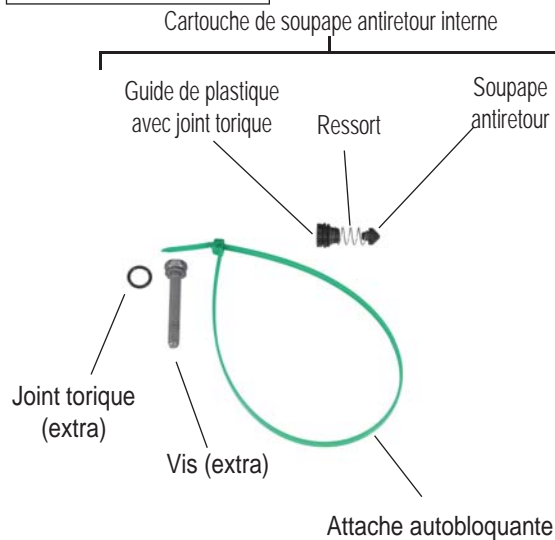 Cartouche de soupape antiretour interne
Guide de plastique
avec joint torique
Ressort
Soupape
antiretour
Joint torique
(extra)
Vis (extra)
Attache autobloquante